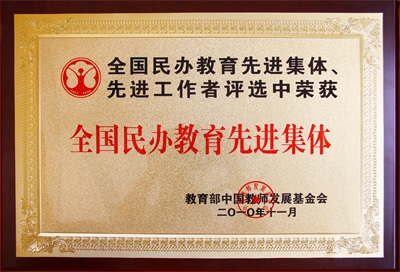 全国民办教育先进集体、
先进工作者评选中荣获
全国民办教育先进集体
教育部中国教师发展基金会
二〇一〇年十一月